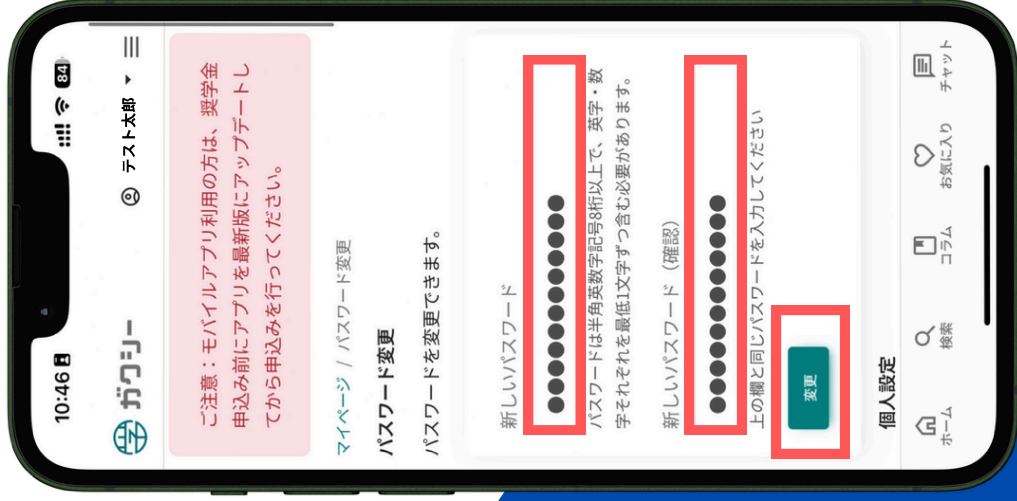 10:46
84
ガクシー
テスト太郎
ご注意：モバイルアプリ利用の方は、奨学金
申込み前にアプリを最新版にアップデートし
てから申込みを行ってください。
マイページ / / パスワード変更
パスワード変更
パスワードを変更できます。
新しいパスワード
●●●●●●●●●●●●
パスワードは半角英数字記号8桁以上で、英字・数
字それぞれを最低1文字ずつ含む必要があります。
新しいパスワード（確認）
●●●●●●●●●●●●
上の欄と同じパスワードを入力してください
変更
個人設定
ホーム
検索
コラム
お気に入り
チャット